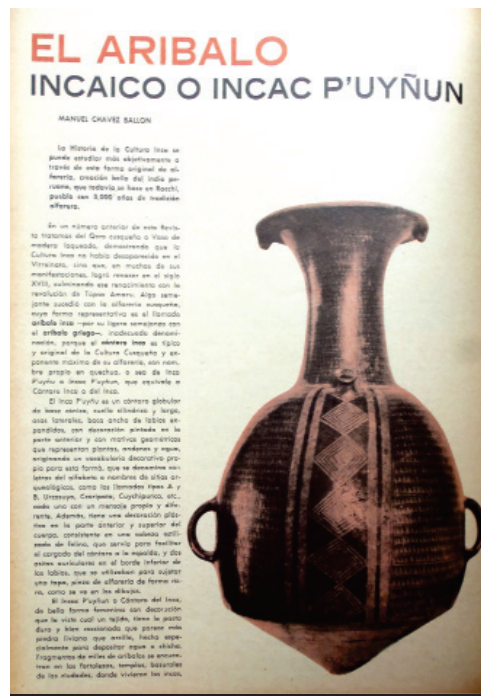 EL ARIBALO
INCAICO O INCAC P'UYÑUN
MANUEL CHAVEZ BALLON
La Historia de la Cultura Inca se
puede estudiar más objetivamente a
través de esta forma original de al-
farería, creación bella del indio pe-
ruano, que todavía se hace en Racchi,
pueblo con 3,000 años de tradición
alfarera.
En un número anterior de esta Revis-
ta tratamos del Qero cusqueño o Vaso de
madera laqueado, demostrando que la
Cultura Inca no había desaparecido en el
Virreinato, sino que, en muchas de sus
manifestaciones, logró renacer en el siglo
XVIII, culminando ese renacimiento con la
revolución de Túpac Amaru. Algo seme-
jante sucedió con la alfarería cusqueña,
cuya forma representativa es el llamado
aríbalo inca —por su ligera semejanza con
el aríbalo griego—, inadecuada denomi-
nación, porque el cántaro inca es típico
y original de la Cultura Cusqueña y ex-
ponente máximo de su alfarería, con nom-
bre propio en quechua, o sea de Inca
P'uyñu o Incac P'uyñun, que equivale a
Cántaro Inca o del Inca.
El Inca P'uyñu es un cántaro globular
de base cónica, cuello cilíndrico y largo,
asas laterales, boca ancha de labios ex-
pandidos, con decoración pintada en la
parte anterior y con motivos geométricos
que representan plantas, andenes y agua,
originando un vocabulario decorativo pro-
pio para esta forma, que se denomina con
letras del alfabeto o nombres de sitios ar-
queológicos, como los llamados tipos A y
B, Urcosuyo, Cuychipunco, etc.,
cada uno con un mensaje propio y dife-
rente. Además, tiene una decoración plás-
tica en la parte anterior y superior del
cuerpo, consistente en una cabeza estili-
zada de felino, que servía para facilitar
el cargado del cántaro a la espalda, y dos
asas auriculares en el borde inferior de
los labios, que se utilizaban para sujetar
una tapa, pieza de alfarería de forma ra-
ra, como se ve en los dibujos.
El Incac P'uyñun o Cántaro del Inca,
de bella forma femenina con decoración
que le viste cual un tejido, tiene la pasta
dura y bien cocida que parece más
piedra liviana que arcilla, hecha espe-
cialmente para depositar agua o chicha.
Fragmentos de miles de aríbalos se encuen-
tran en las fortalezas, templos, basurales
de las ciudades, donde vivieron los incas,